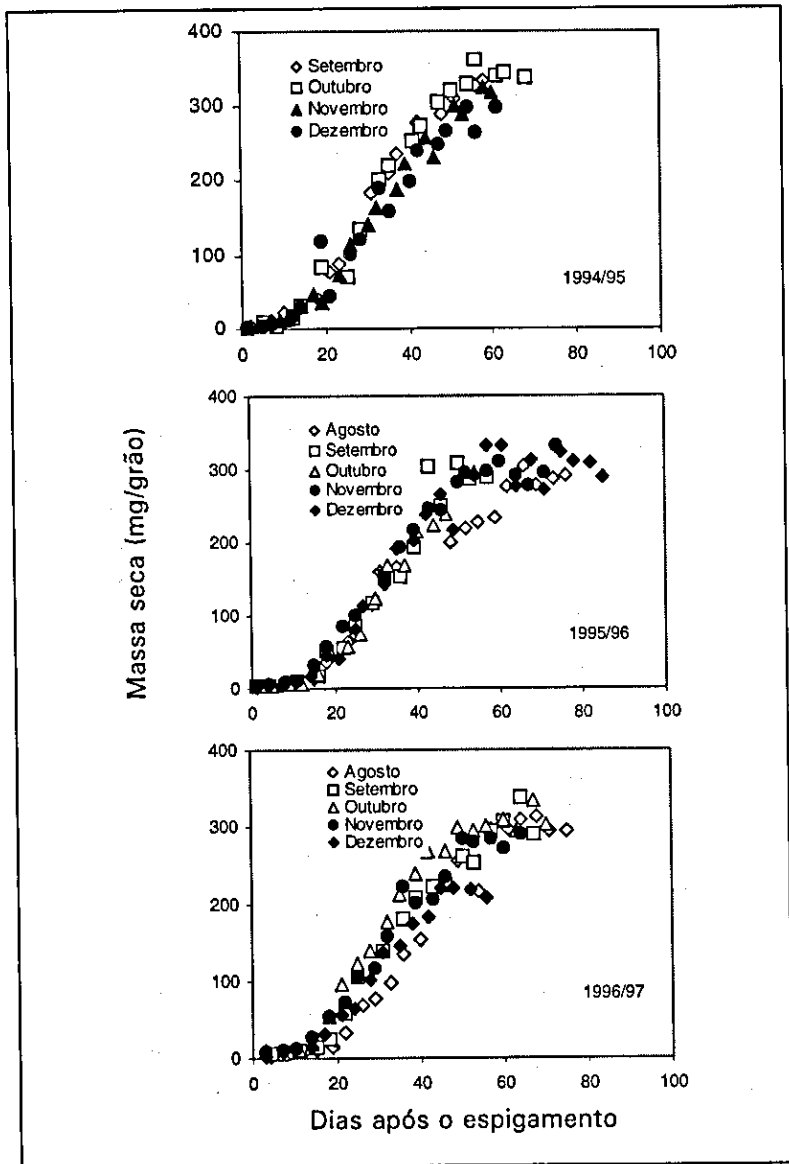 400
300
200
100
0
Setembro
Outubro
Novembro
Dezembro
1994/95
0 20 40 60 80 100
Massa seca (mg/grão)
400
300
200
100
0
Agosto
Setembro
Outubro
Novembro
Dezembro
1995/96
0 20 40 60 80 100
400
300
200
100
0
Agosto
Setembro
Outubro
Novembro
Dezembro
1996/97
0 20 40 60 80 100
Dias após o espigamento